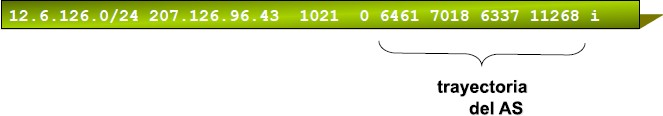 12.6.126.0/24 207.126.96.43 1021 0 6461 7018 6337 11268 i
trayectoria
del AS